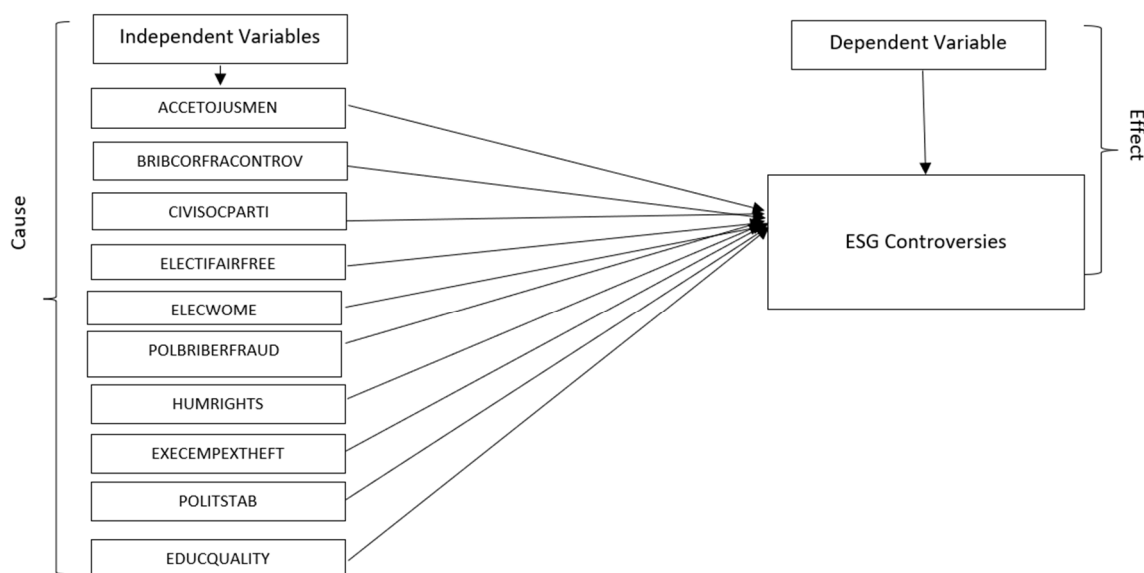 Independent Variables
Dependent Variable
Cause
Effect
ACCETOJUSMEN
BRIBCORFRACONTROV
CIVISOCPARTI
ELECTIFAIRFREE
ELECWOME
POLBRIBERFRAUD
HUMRIGHTS
EXECEMPEXTHEFT
POLITSTAB
EDUCQUALITY
ESG Controversies